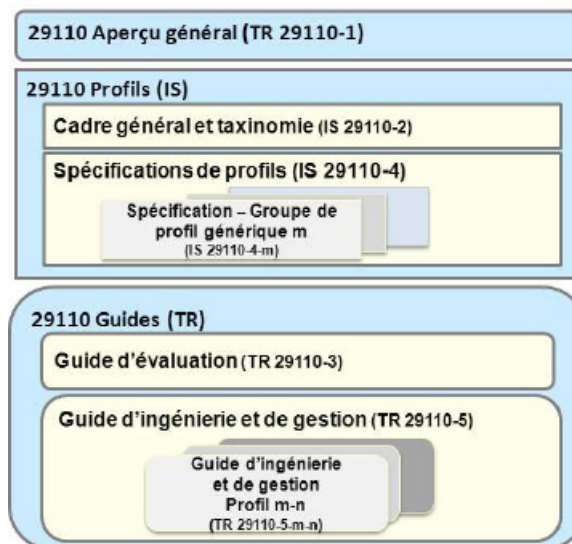 29110 Aperçu général (TR 29110-1)
29110 Profils (IS)
Cadre général et taxinomie (IS 29110-2)
Spécifications de profils (IS 29110-4)
Spécification – Groupe de
profil générique m
(IS 29110-4-m)
29110 Guides (TR)
Guide d'évaluation (TR 29110-3)
Guide d'ingénierie et de gestion (TR 29110-5)
Guide d'ingénierie
et de gestion
Profil m-n
(TR 29110-5-m-n)